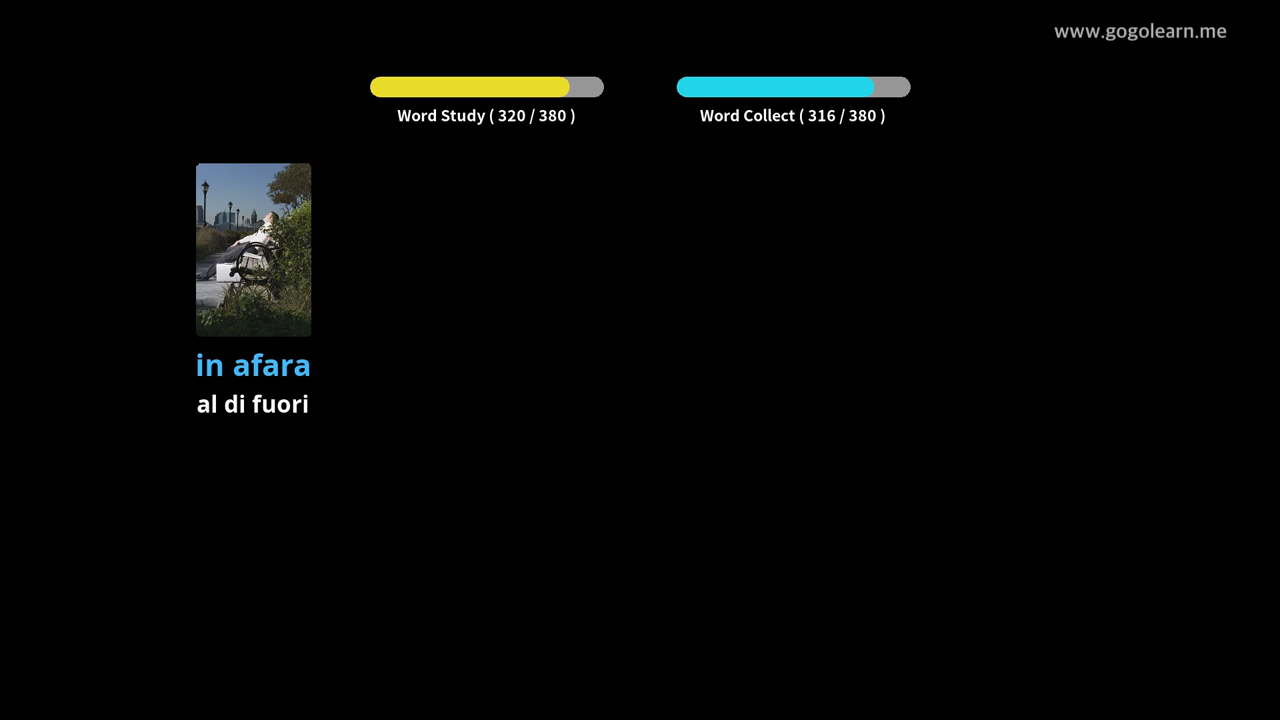 www.gogolearn.me
Word Study ( 320 / 380 )
Word Collect ( 316 / 380 )
in afara
al di fuori